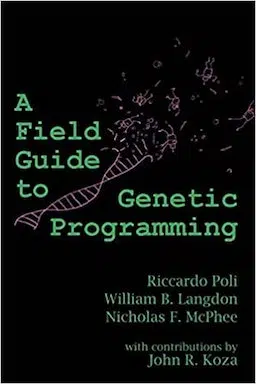 A
Field
Guide
to
Genetic
Programming
Riccardo Poli
William B. Langdon
Nicholas F. McPhee
with contributions by
John R. Koza